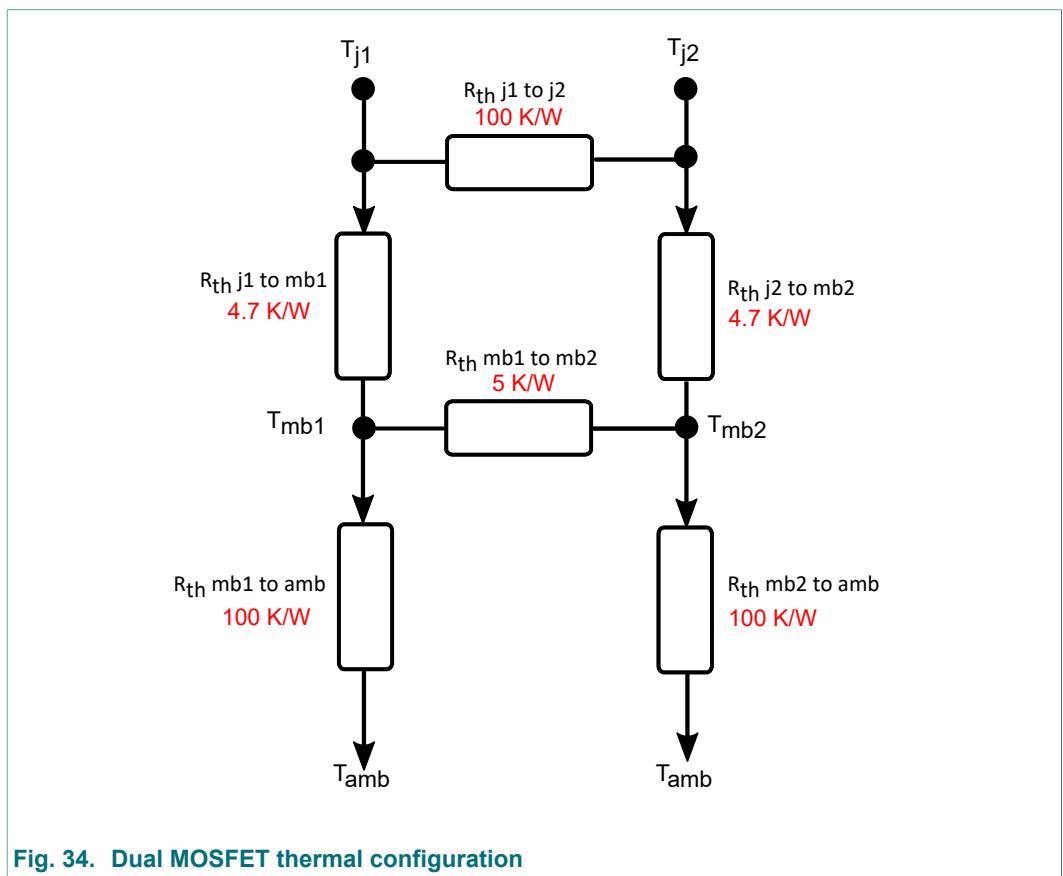 Tj1
Tj2
Rth j1 to j2
100 K/W
Rth j1 to mb1
4.7 K/W
Rth j2 to mb2
4.7 K/W
Rth mb1 to mb2
5 K/W
Tmb1
Tmb2
Rth mb1 to amb
100 K/W
Rth mb2 to amb
100 K/W
Tamb
Tamb
Fig. 34. Dual MOSFET thermal configuration